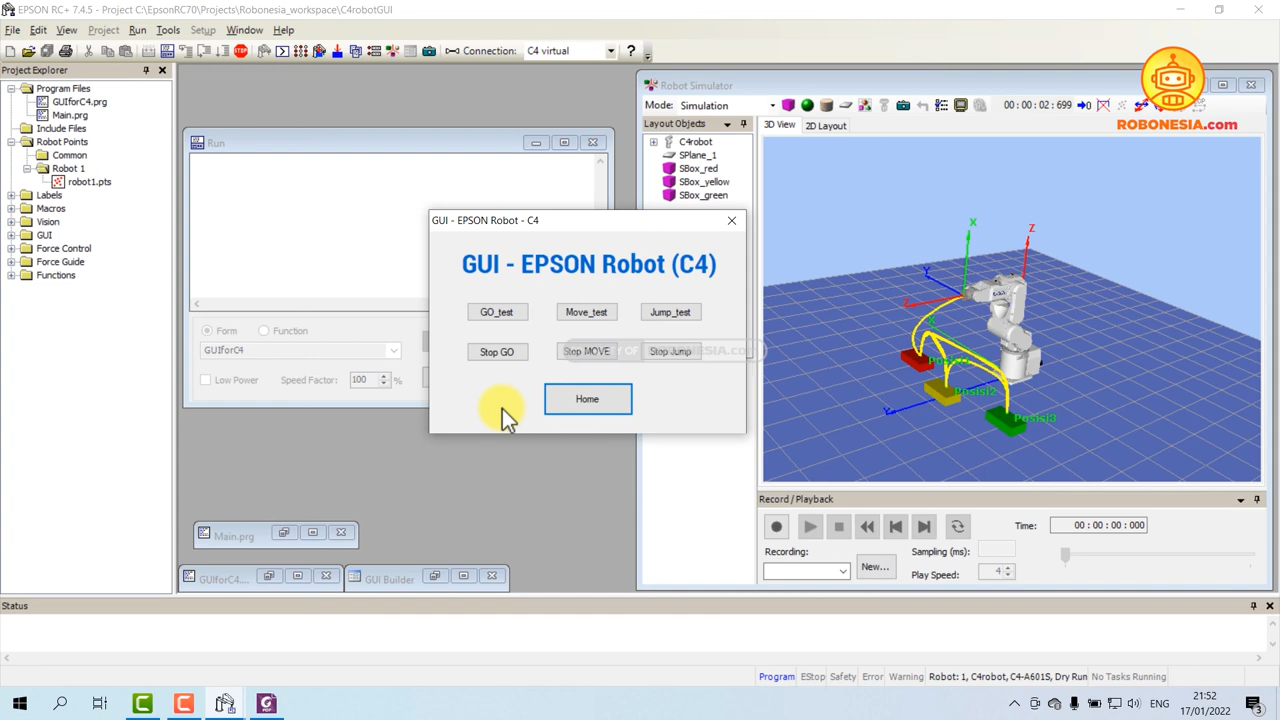 EPSON RC+ 7.4.5 - Project C:\EpsonRC70\Robonesia_workspace\C4robotGUI
File Edit View Project Run Tools Setup Window Help
Connection: C4 virtual
Project Explorer
Program Files
GUIforC4.prg
Main.prg
Include Files
Robot Points
Common
Robot 1
robot1.pts
Labels
Macros
Vision
GUI
Force Control
Force Guide
Functions
Run
Form Function
GUIforC4
Low Power Speed Factor: 100 %
GUI - EPSON Robot - C4
GUI - EPSON Robot (C4)
GO_test Move_test Jump_test
Stop GO Stop MOVE Stop Jump
Home
Main.prg
GUIforC4.... GUI Builder
Robot Simulator
Mode: Simulation 00 : 00 : 02 : 699
ROBONESIA.com
Layout Objects
C4robot
SPlane_1
SBox_red
SBox_yellow
SBox_green
3D View 2D Layout
X Z
Y
Z
X
Posisi2
Y
Posisi3
Record / Playback
Time: 00 : 00 : 00 : 000
Recording: Sampling (ms):
New... Play Speed: 4
Status
Program EStop Safety Error Warning Robot: 1, C4robot, C4-A601S, Dry Run No Tasks Running
ENG
21:52
17/01/2022
3